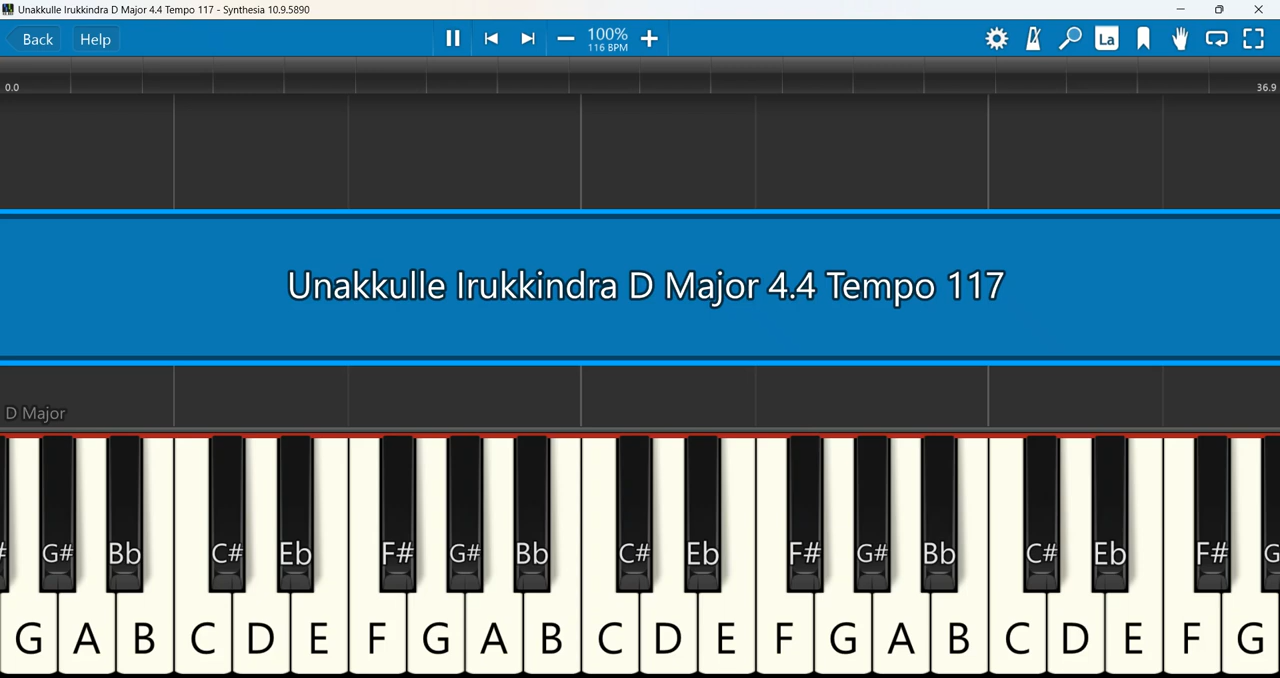 Unakkulle Irukkindra D Major 4.4 Tempo 117 - Synthesia 10.9.5890
Back Help 100% La
116 BPM
0.0 36.9
Unakkulle Irukkindra D Major 4.4 Tempo 117
D Major
G# Bb C# Eb F# G# Bb C# Eb F# G# Bb C# Eb F#
G A B C D E F G A B C D E F G A B C D E F G